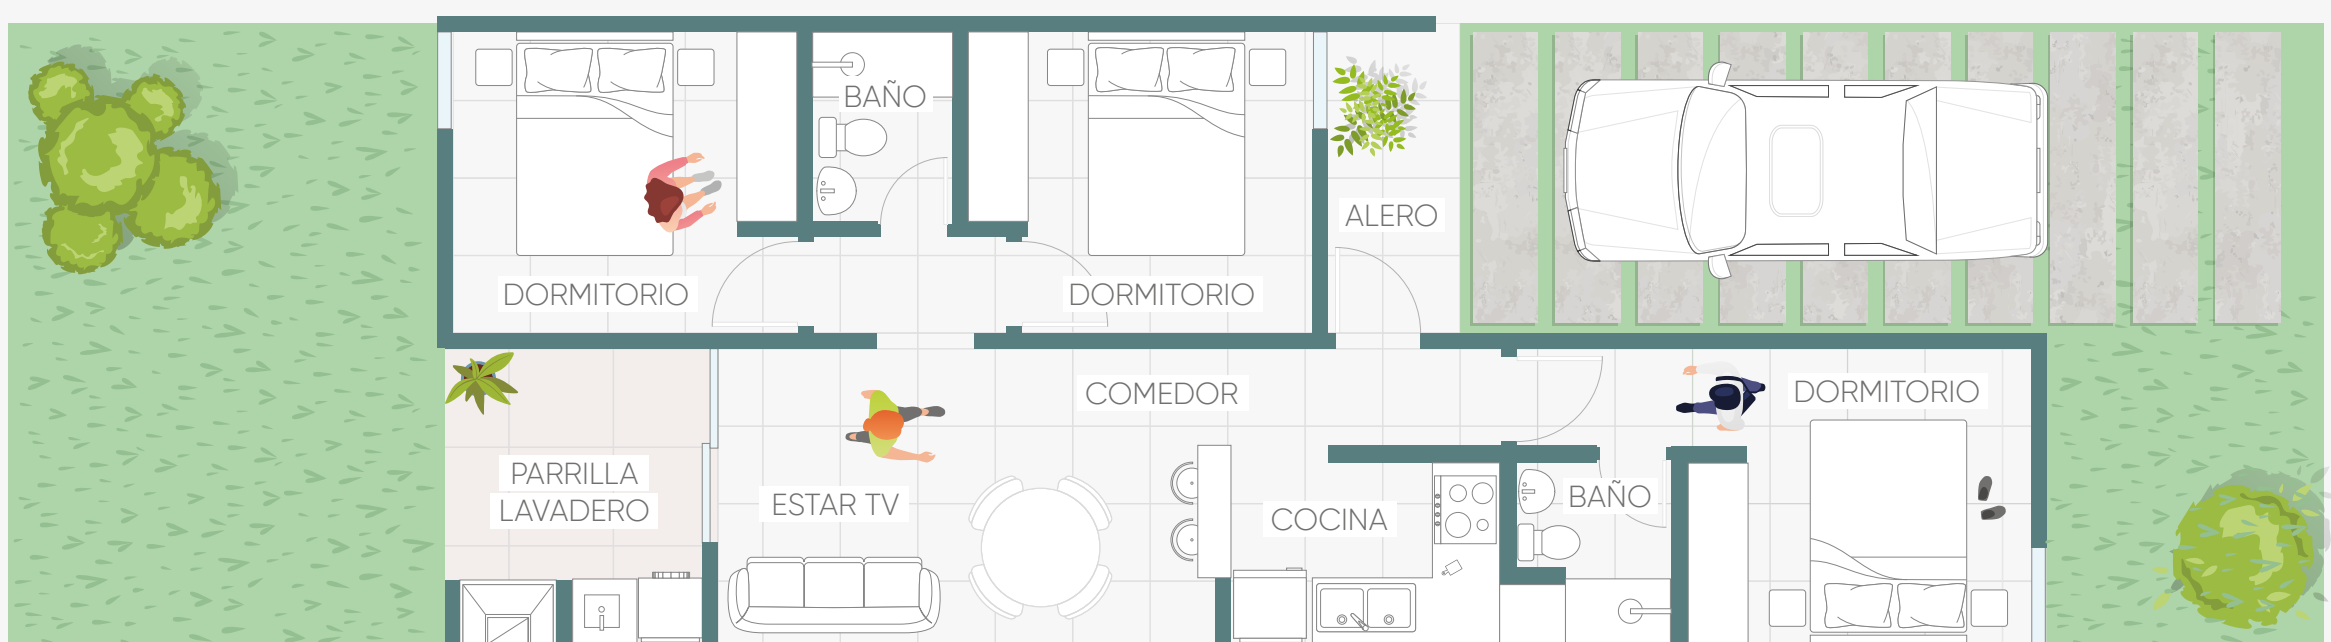 BAÑO
ALERO
DORMITORIO
DORMITORIO
COMEDOR
DORMITORIO
PARRILLA
LAVADERO
ESTAR TV
COCINA
BAÑO